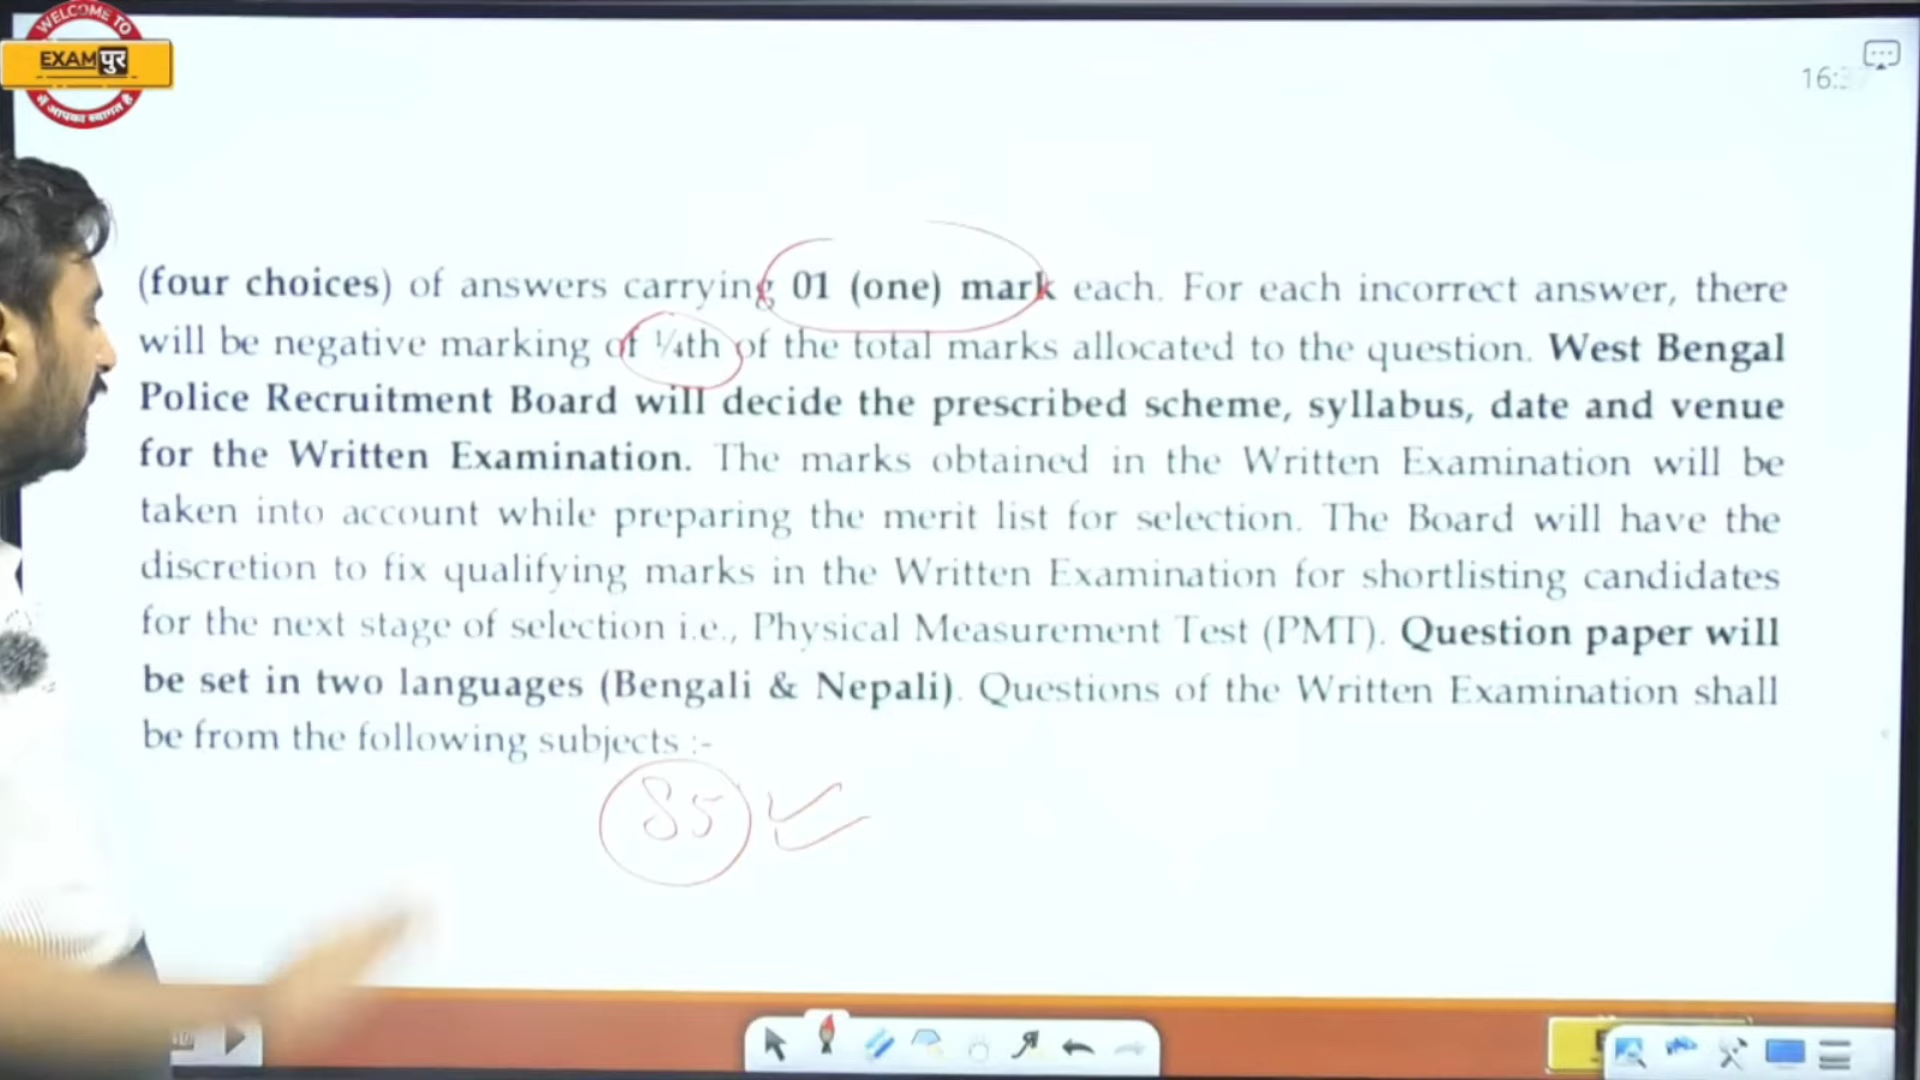 WELCOME TO
EXAMपुर
में आपका स्वागत है
(four choices) of answers carrying 01 (one) mark each. For each incorrect answer, there
will be negative marking of ¼th of the total marks allocated to the question. West Bengal
Police Recruitment Board will decide the prescribed scheme, syllabus, date and venue
for the Written Examination. The marks obtained in the Written Examination will be
taken into account while preparing the merit list for selection. The Board will have the
discretion to fix qualifying marks in the Written Examination for shortlisting candidates
for the next stage of selection i.e., Physical Measurement Test (PMT). Question paper will
be set in two languages (Bengali & Nepali). Questions of the Written Examination shall
be from the following subjects :-
85